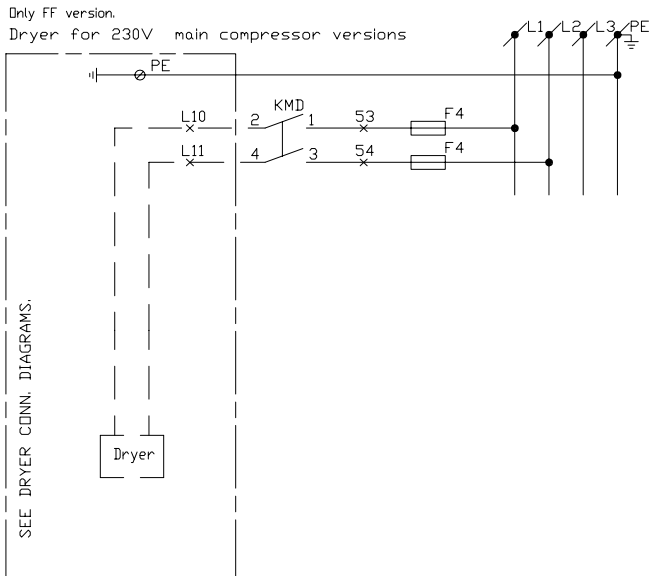 Only FF version.
Dryer for 230V main compressor versions
L1 L2 L3 PE
PE
L10 2 KMD 1 53 F4
L11 4 3 54 F4
SEE DRYER CONN. DIAGRAMS.
Dryer